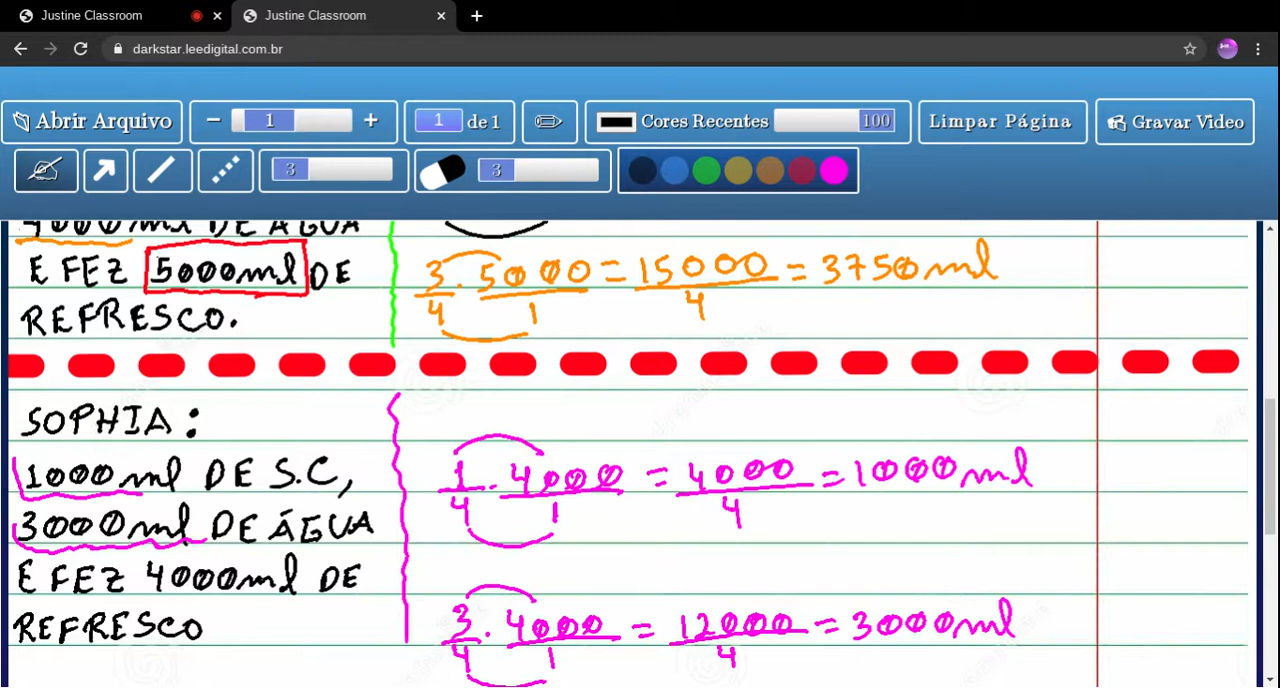 Justine Classroom
Justine Classroom
darkstar.leedigital.com.br
Abrir Arquivo
− 1 +
1 de 1
Cores Recentes
100
Limpar Página
Gravar Video
3
3
4000ml DE ÁGUA
E FEZ 5000ml DE
REFRESCO.
3/4 . 5000/1 = 15000/4 = 3750ml
SOPHIA:
1000ml DE S.C,
3000ml DE ÁGUA
E FEZ 4000ml DE
REFRESCO
1/4 . 4000/1 = 4000/4 = 1000ml
3/4 . 4000/1 = 12000/4 = 3000ml